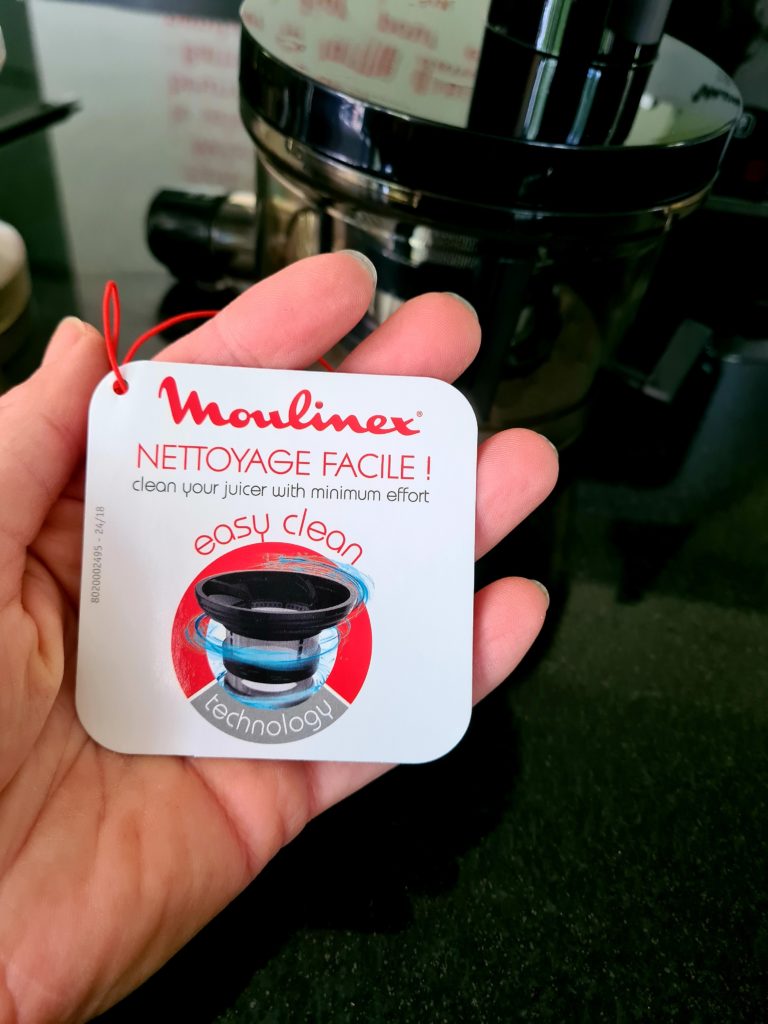 Moulinex®
NETTOYAGE FACILE !
clean your juicer with minimum effort
easy clean
technology
8020002495 - 24/18